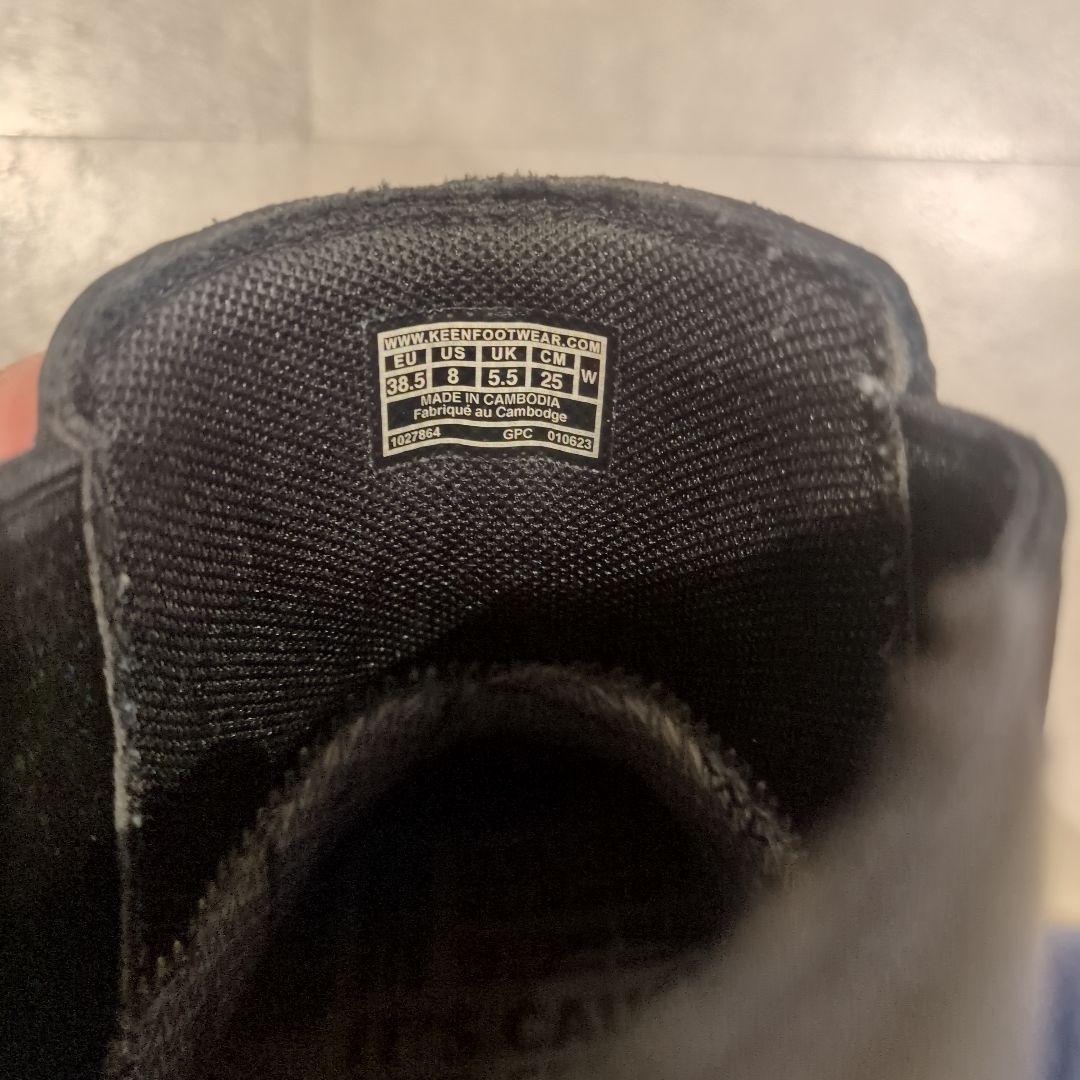 WWW.KEENFOOTWEAR.COM
EU US UK CM W
38.5 8 5.5 25
MADE IN CAMBODIA
Fabriqué au Cambodge
1027864 GPC 010623